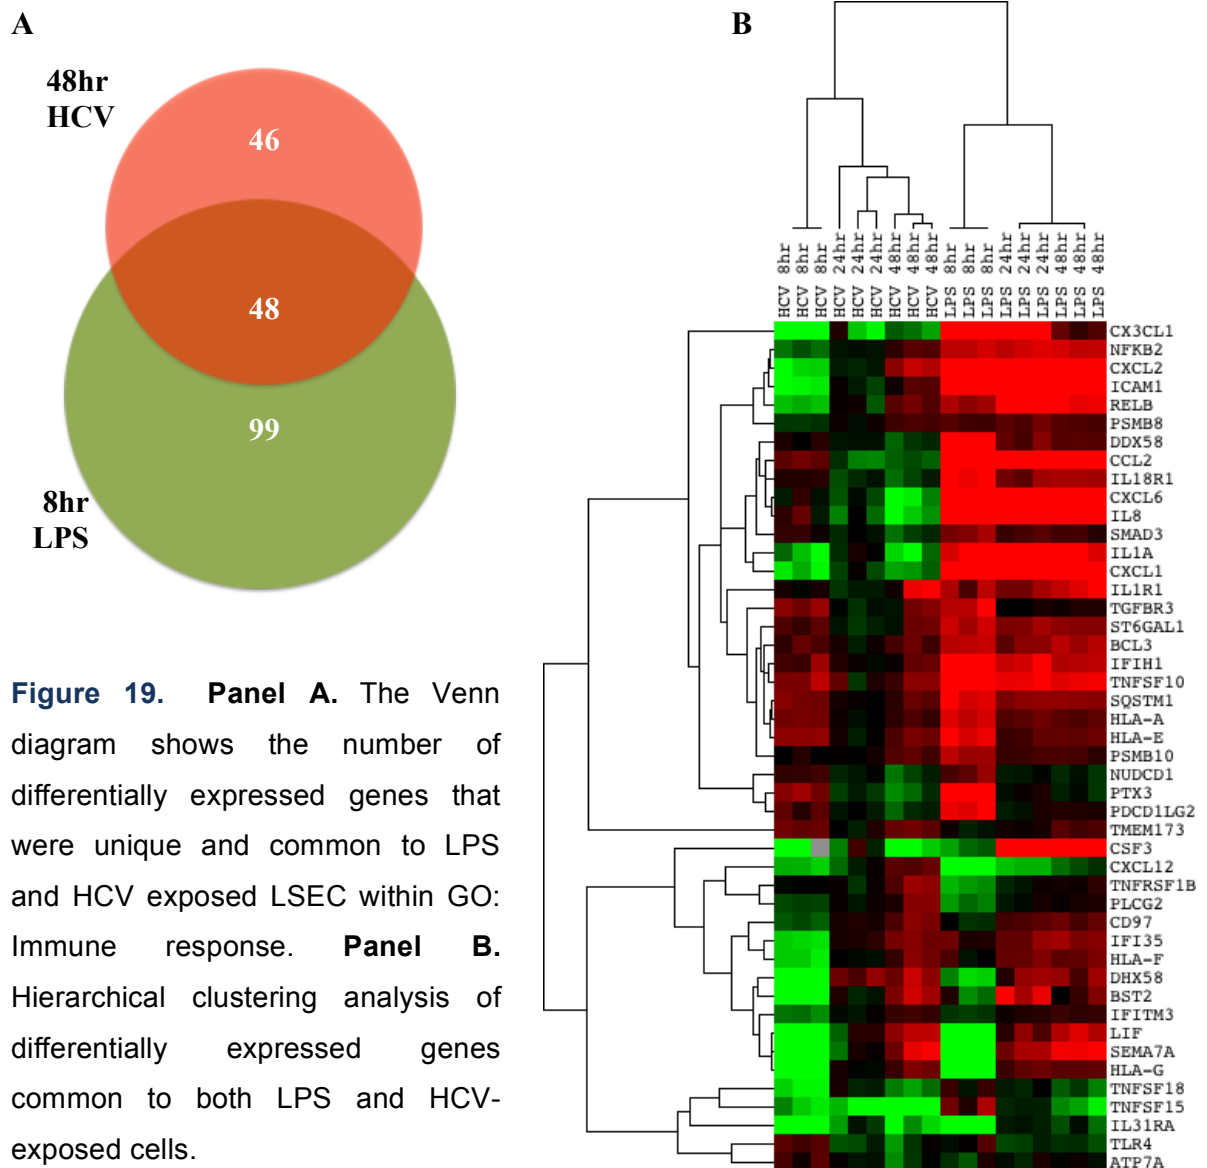 A
48hr
HCV
46
48
99
8hr
LPS
Figure 19. Panel A. The Venn
diagram shows the number of
differentially expressed genes that
were unique and common to LPS
and HCV exposed LSEC within GO:
Immune response. Panel B.
Hierarchical clustering analysis of
differentially expressed genes
common to both LPS and HCV-
exposed cells.
B
HCV 8hr
HCV 8hr
HCV 8hr
HCV 24hr
HCV 24hr
HCV 24hr
HCV 48hr
HCV 48hr
HCV 48hr
LPS 8hr
LPS 8hr
LPS 8hr
LPS 24hr
LPS 24hr
LPS 24hr
LPS 48hr
LPS 48hr
LPS 48hr
CX3CL1
NFKB2
CXCL2
ICAM1
RELB
PSMB8
DDX58
CCL2
IL18R1
CXCL6
IL8
SMAD3
IL1A
CXCL1
IL1R1
TGFBR3
ST6GAL1
BCL3
IFIH1
TNFSF10
SQSTM1
HLA-A
HLA-E
PSMB10
NUDCD1
PTX3
PDCD1LG2
TMEM173
CSF3
CXCL12
TNFRSF1B
PLCG2
CD97
IFI35
HLA-F
DHX58
BST2
IFITM3
LIF
SEMA7A
HLA-G
TNFSF18
TNFSF15
IL31RA
TLR4
ATP7A